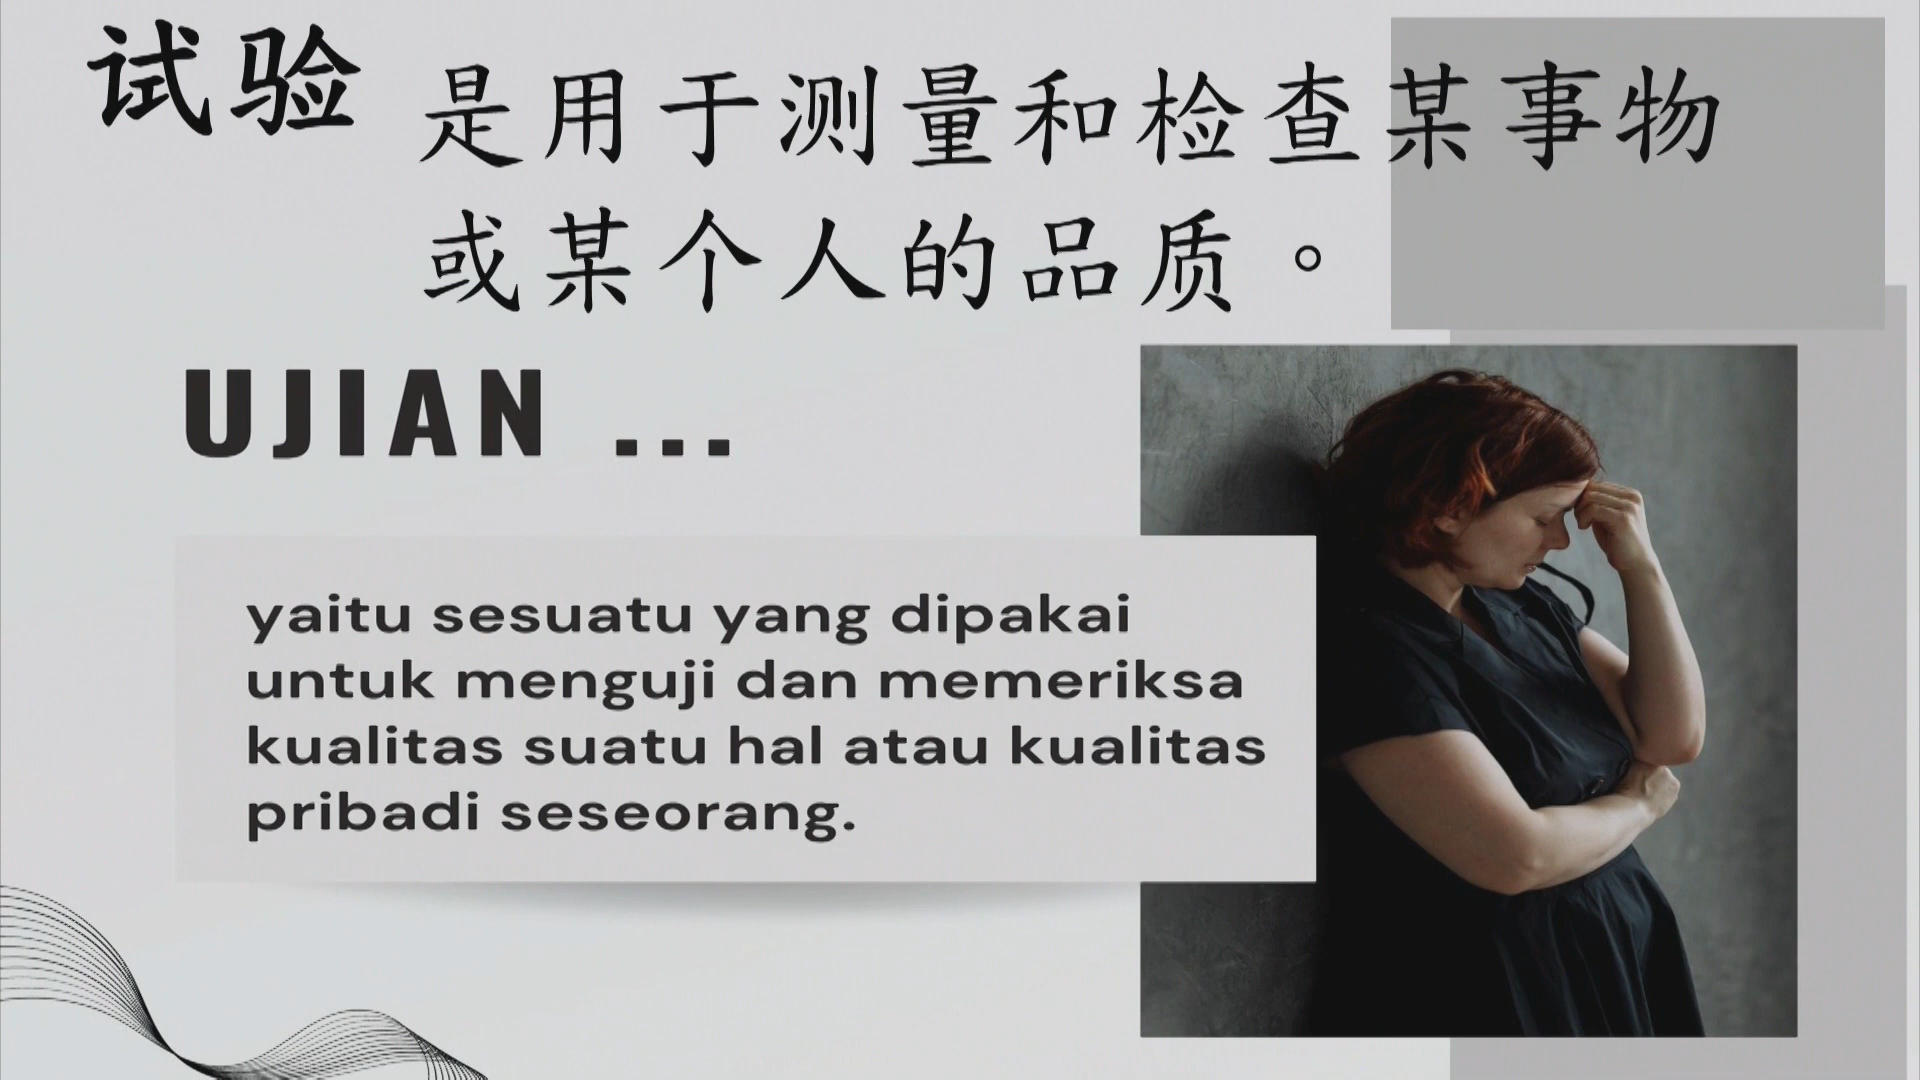 试验 是用于测量和检查某事物
或某个人的品质。
UJIAN ...
yaitu sesuatu yang dipakai
untuk menguji dan memeriksa
kualitas suatu hal atau kualitas
pribadi seseorang.